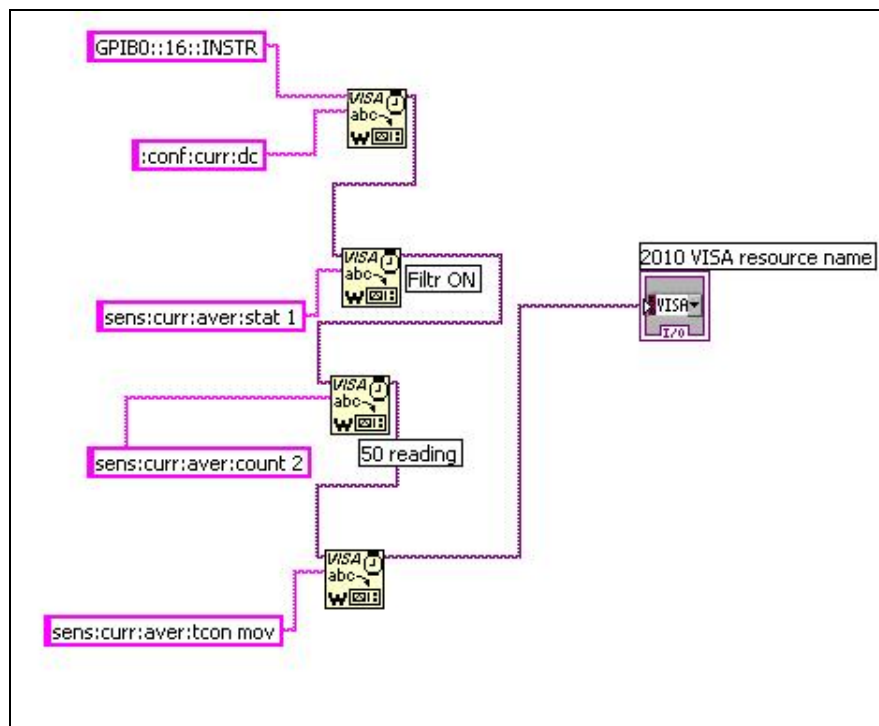 GPIB0::16::INSTR
VISA
abc
W
:conf:curr:dc
2010 VISA resource name
VISA
abc
W
Filtr ON
VISA
I/O
sens:curr:aver:stat 1
VISA
abc
W
50 reading
sens:curr:aver:count 2
VISA
abc
W
sens:curr:aver:tcon mov